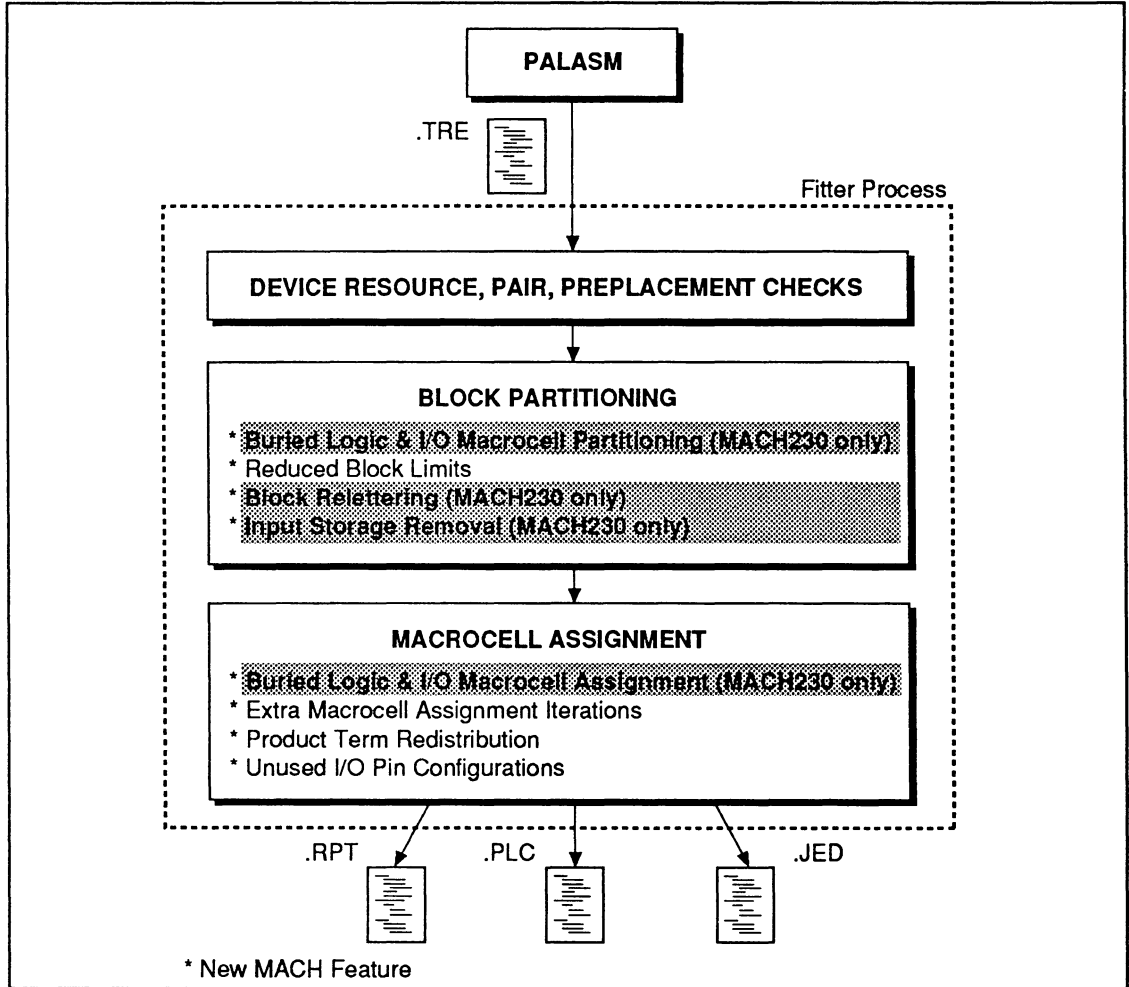 PALASM
.TRE
Fitter Process
DEVICE RESOURCE, PAIR, PREPLACEMENT CHECKS
BLOCK PARTITIONING
* Buried Logic & I/O Macrocell Partitioning (MACH230 only)
* Reduced Block Limits
* Block Relettering (MACH230 only)
* Input Storage Removal (MACH230 only)
MACROCELL ASSIGNMENT
* Buried Logic & I/O Macrocell Assignment (MACH230 only)
* Extra Macrocell Assignment Iterations
* Product Term Redistribution
* Unused I/O Pin Configurations
.RPT
.PLC
.JED
* New MACH Feature